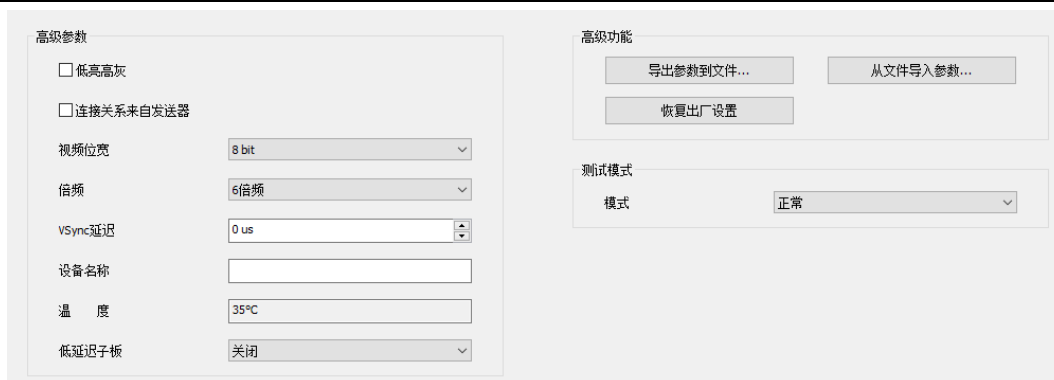 高级参数
低亮高灰
连接关系来自发送器
视频位宽 8 bit
倍频 6倍频
VSync延迟 0 us
设备名称
温 度 35°C
低延迟子板 关闭
高级功能
导出参数到文件... 从文件导入参数...
恢复出厂设置
测试模式
模式 正常